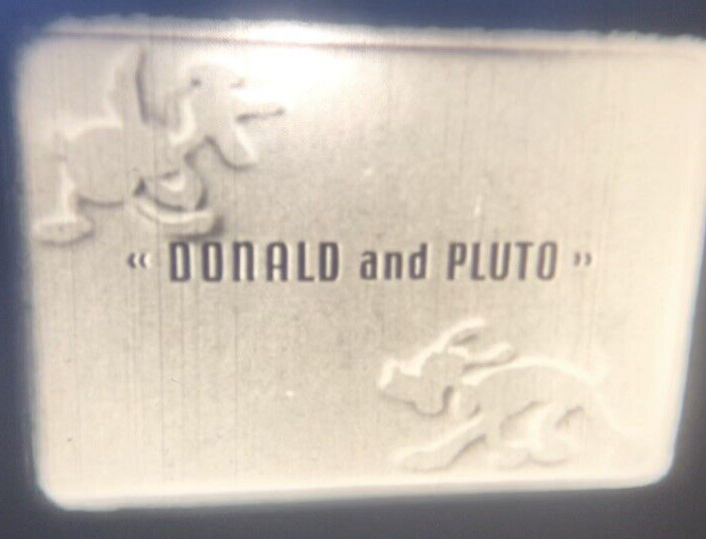 « DONALD and PLUTO »